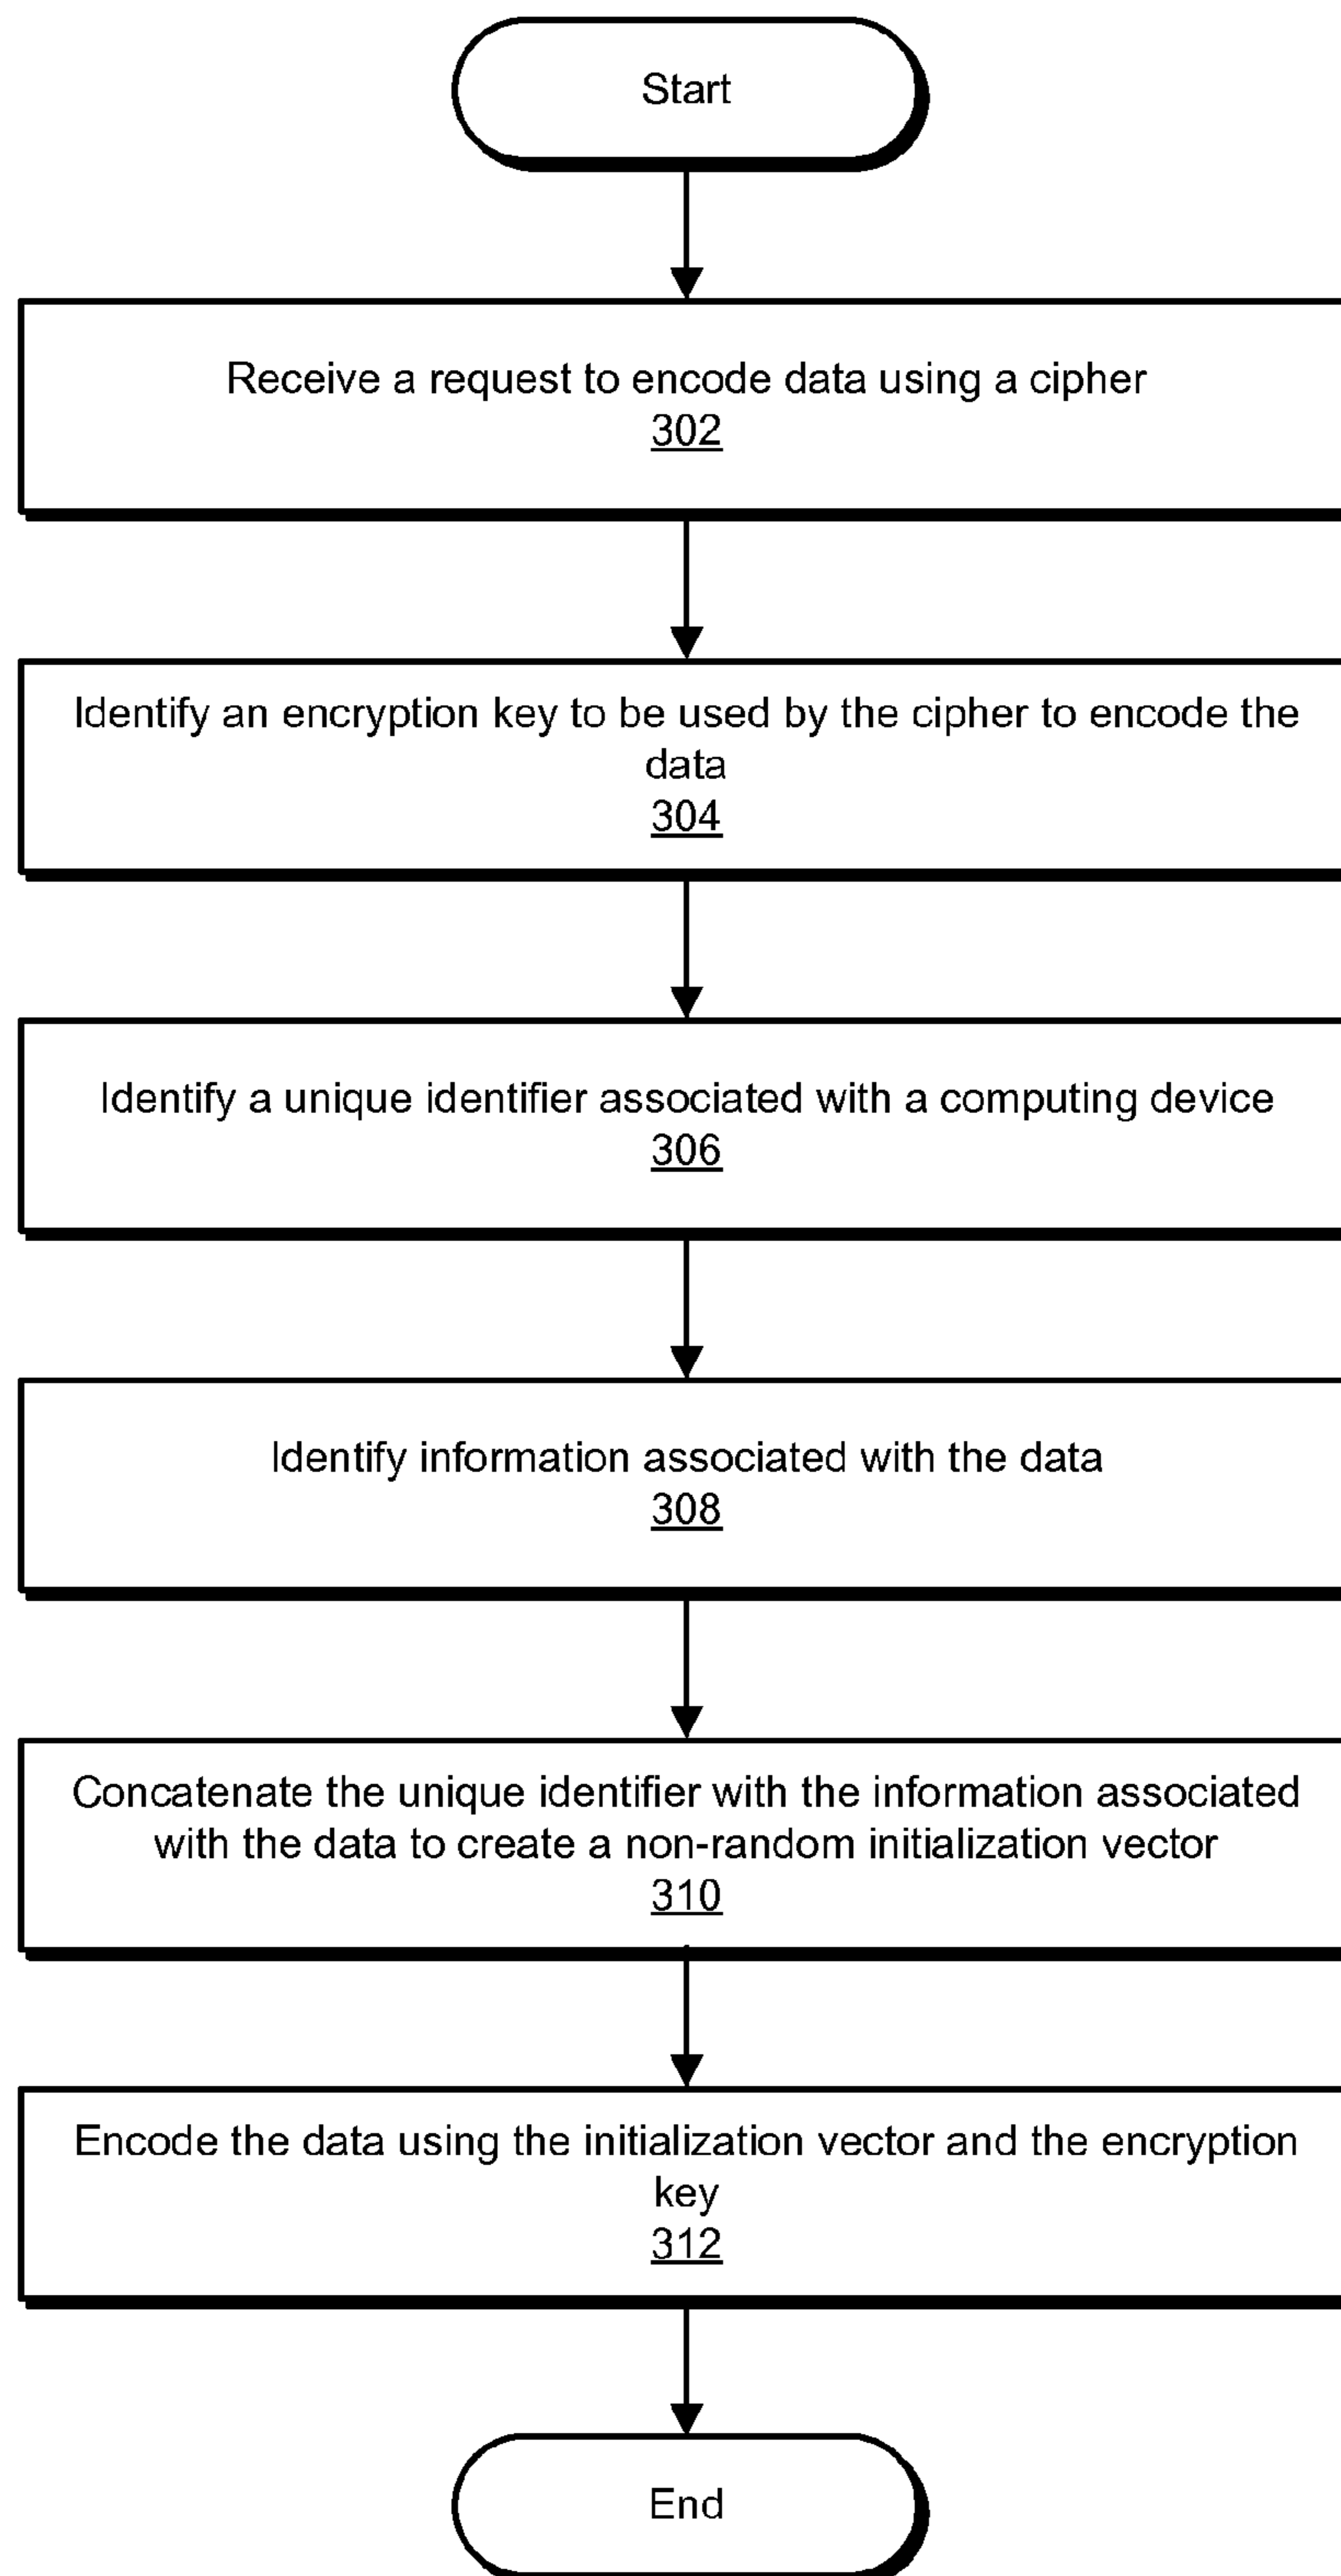 Start
Receive a request to encode data using a cipher
302
Identify an encryption key to be used by the cipher to encode the
data
304
Identify a unique identifier associated with a computing device
306
Identify information associated with the data
308
Concatenate the unique identifier with the information associated
with the data to create a non-random initialization vector
310
Encode the data using the initialization vector and the encryption
key
312
End